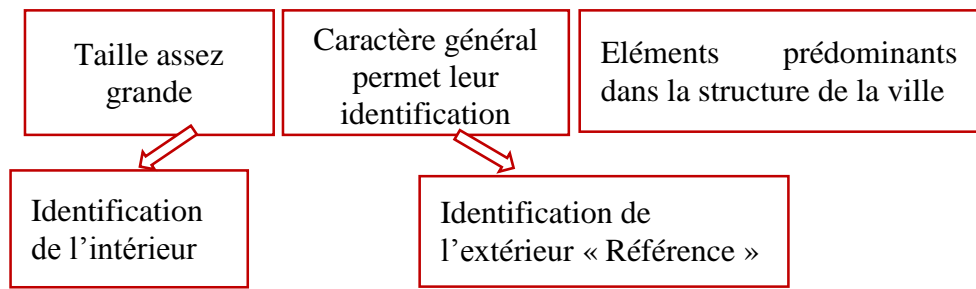 Taille assez
grande
Caractère général
permet leur
identification
Eléments prédominants
dans la structure de la ville
Identification
de l’intérieur
Identification de
l’extérieur « Référence »